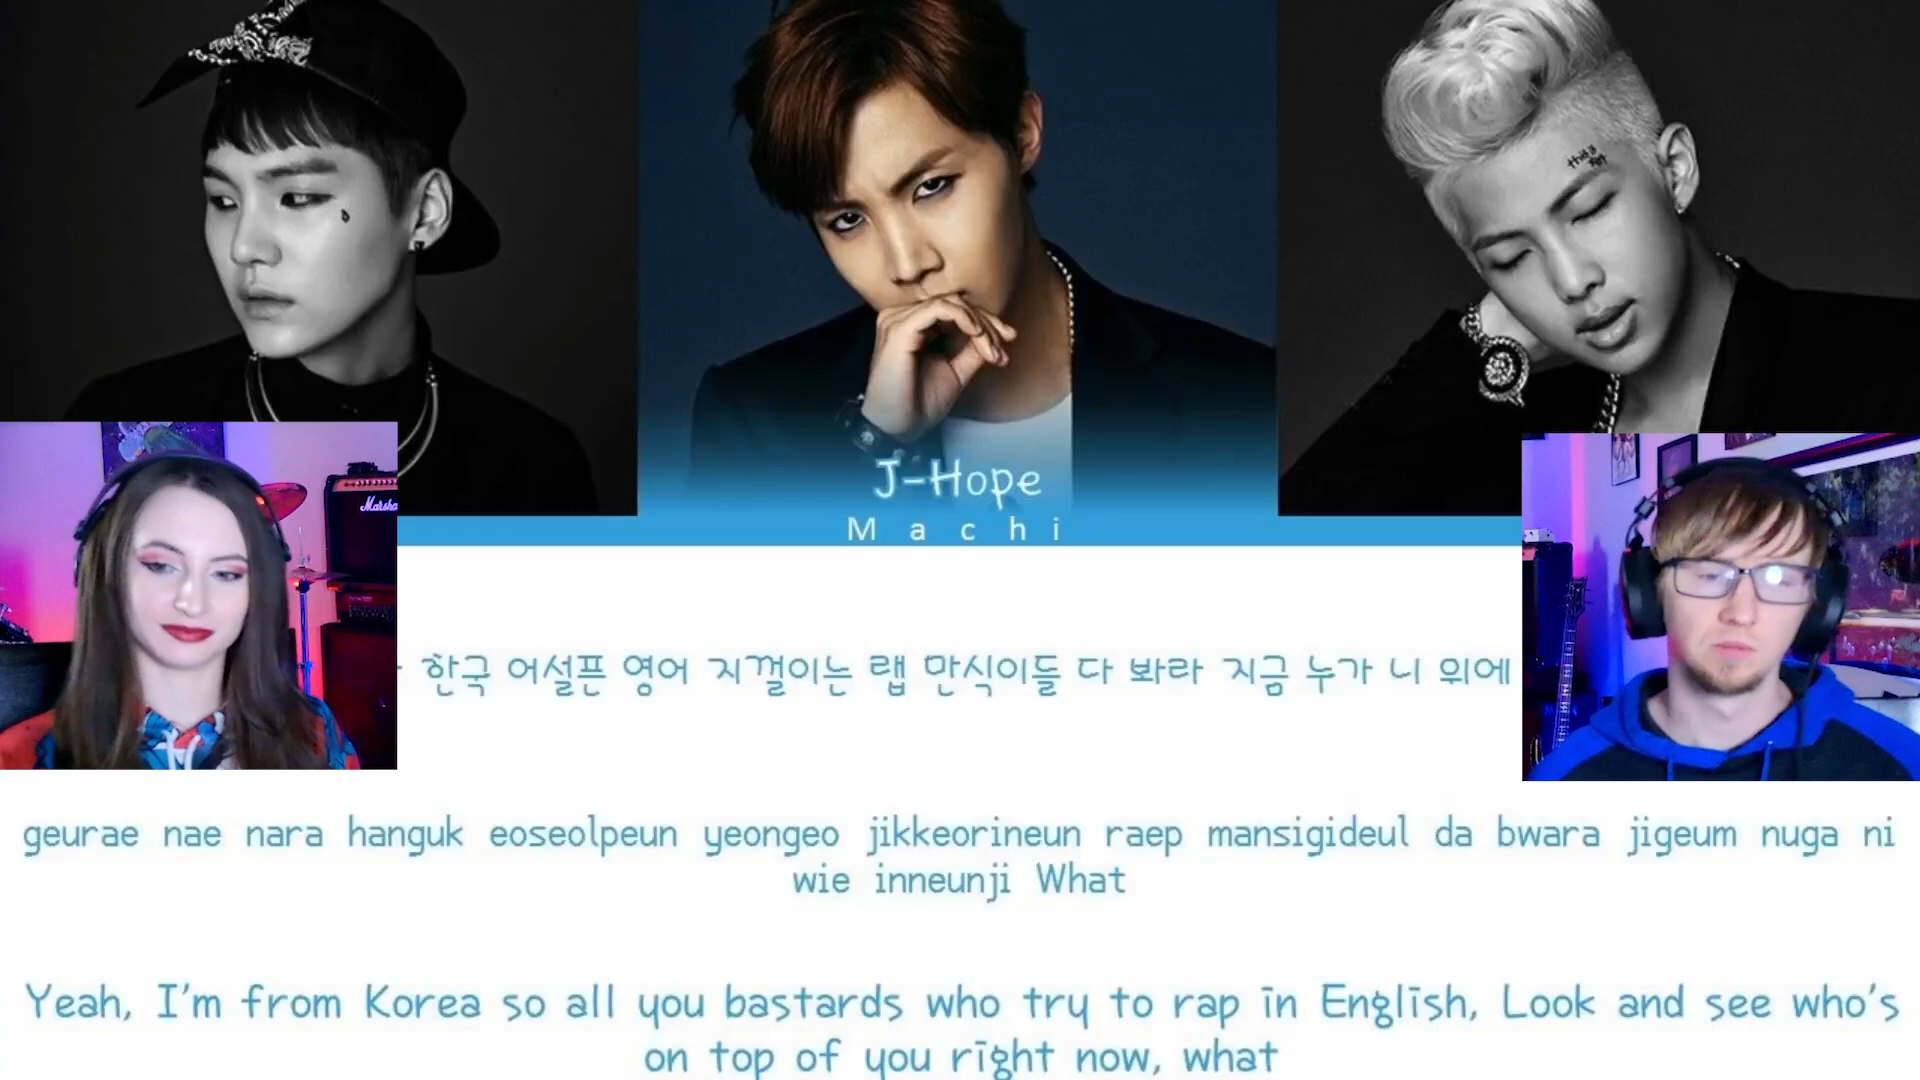 J-Hope
Machi
한국 어설픈 영어 지껄이는 랩 만식이들 다 봐라 지금 누가 니 위에
geurae nae nara hanguk eoseolpeun yeongeo jikkeorineun raep mansigideul da bwara jigeum nuga ni
wie inneunji What
Yeah, I'm from Korea so all you bastards who try to rap in English, Look and see who's
on top of you right now, what